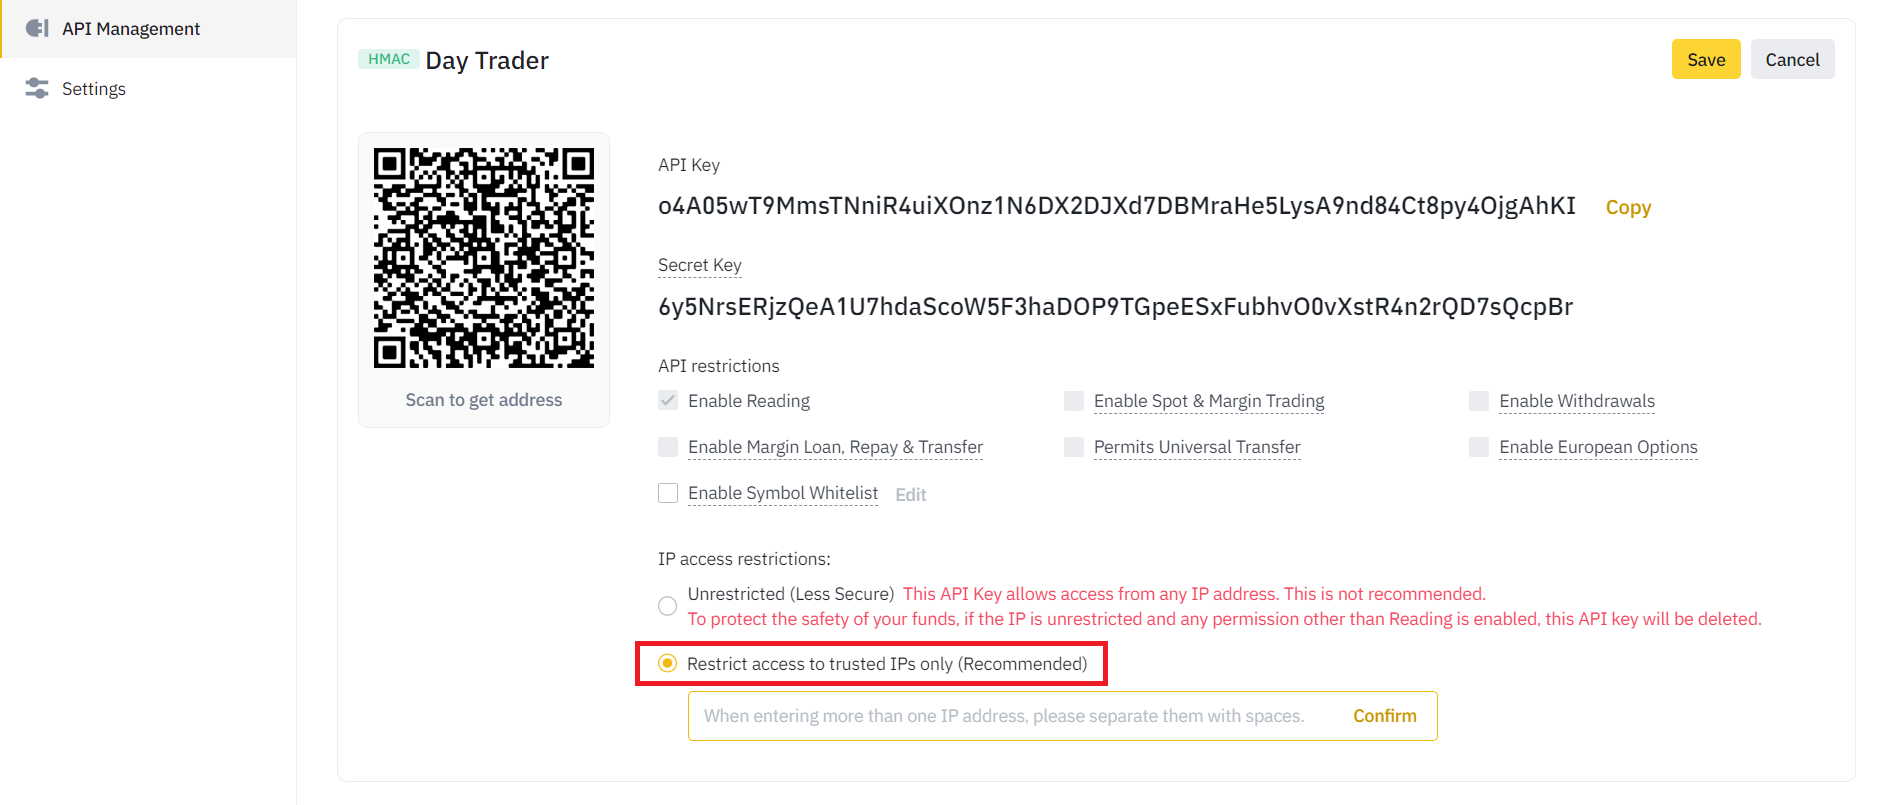 API Management
Settings
HMAC Day Trader
Save Cancel
Scan to get address
API Key
o4A05wT9MmsTNniR4uiXOnz1N6DX2DJXd7DBMraHe5LysA9nd84Ct8py4OjgAhKI Copy
Secret Key
6y5NrsERjzQeA1U7hdaScoW5F3haDOP9TGpeESxFubhvO0vXstR4n2rQD7sQcpBr
API restrictions
Enable Reading Enable Spot & Margin Trading Enable Withdrawals
Enable Margin Loan, Repay & Transfer Permits Universal Transfer Enable European Options
Enable Symbol Whitelist Edit
IP access restrictions:
Unrestricted (Less Secure) This API Key allows access from any IP address. This is not recommended.
To protect the safety of your funds, if the IP is unrestricted and any permission other than Reading is enabled, this API key will be deleted.
Restrict access to trusted IPs only (Recommended)
When entering more than one IP address, please separate them with spaces. Confirm